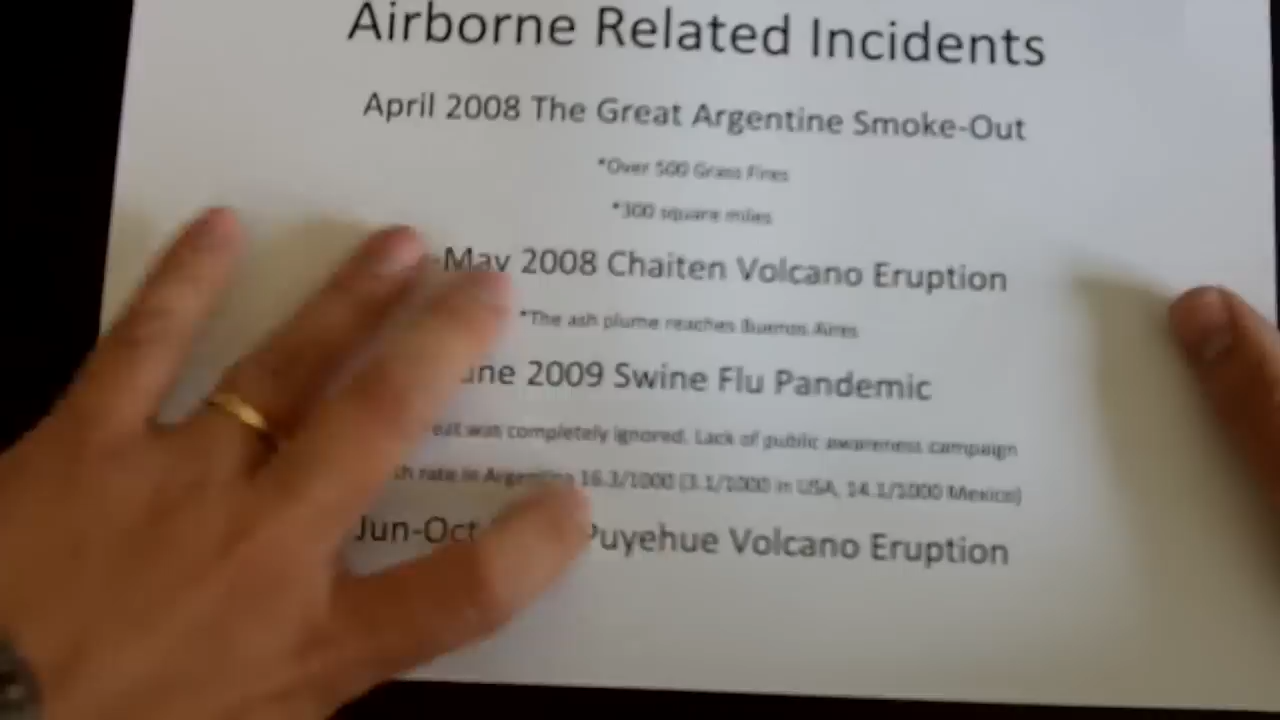 Airborne Related Incidents
April 2008 The Great Argentine Smoke-Out
*Over 500 Grass Fires
*300 square miles
-May 2008 Chaiten Volcano Eruption
*The ash plume reaches Buenos Aires
2009 Swine Flu Pandemic
was completely ignored. Lack of public awareness campaign
rate in Argentina 16.3/1000 (3.1/1000 in USA, 14.1/1000 Mexico)
Jun-Oct Puyehue Volcano Eruption